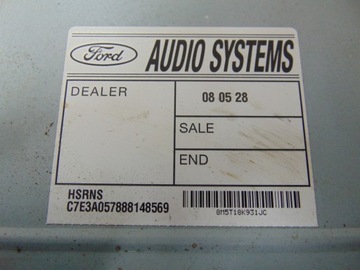 Ford AUDIO SYSTEMS
DEALER
08 05 28
SALE
END
HSRNS
C7E3A057888148569
8M5T18K931JC